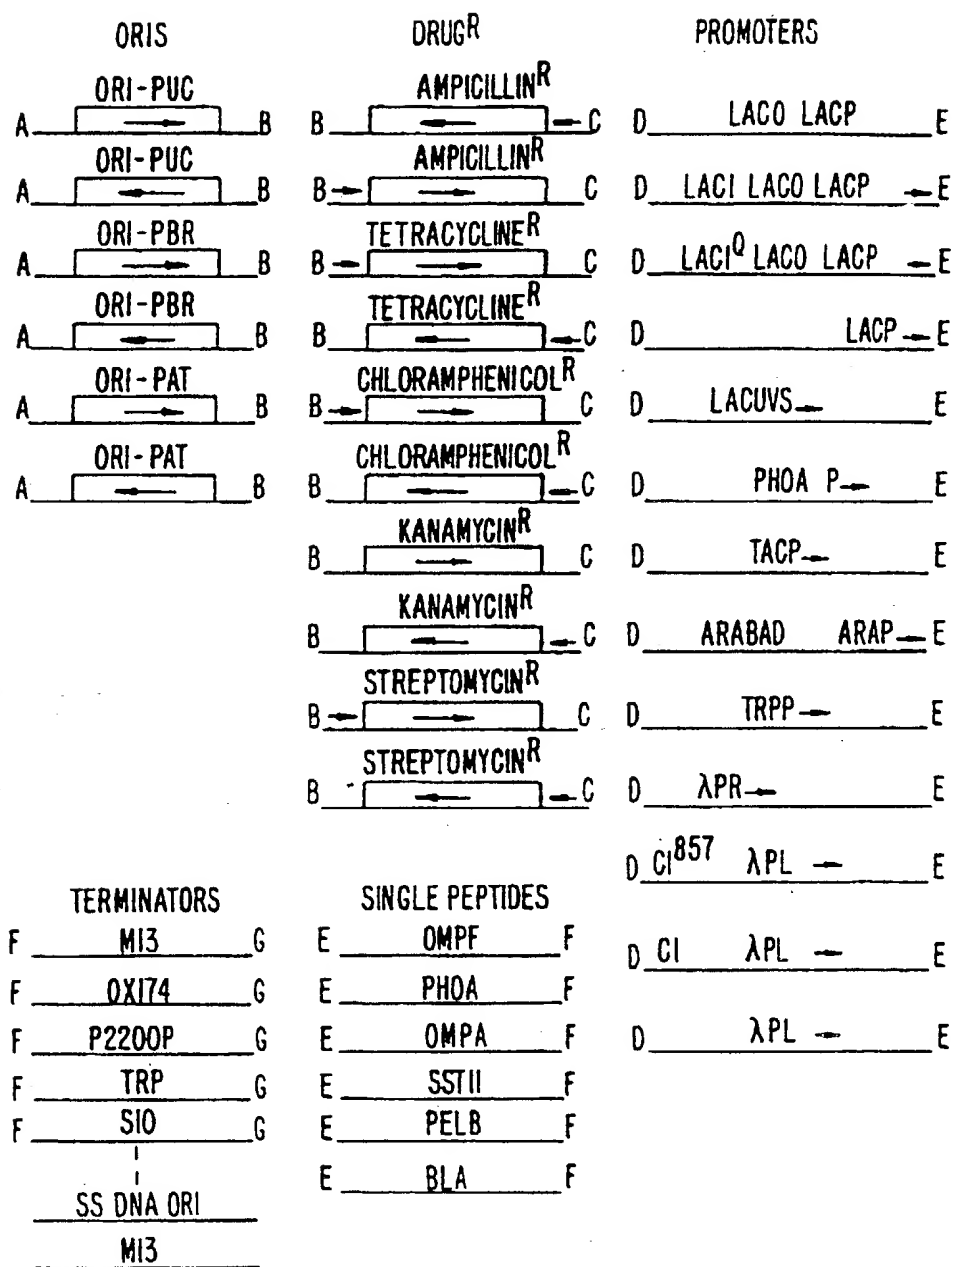 ORIS
ORI-PUC
A B
ORI-PUC
A B
ORI-PBR
A B
ORI-PBR
A B
ORI-PAT
A B
ORI-PAT
A B
DRUGR
AMPICILLINR
B C
AMPICILLINR
B C
TETRACYCLINER
B C
TETRACYCLINER
B C
CHLORAMPHENICOLR
B C
CHLORAMPHENICOLR
B C
KANAMYCINR
B C
KANAMYCINR
B C
STREPTOMYCINR
B C
STREPTOMYCINR
B C
PROMOTERS
D LACO LACP E
D LACI LACO LACP E
D LACIQ LACO LACP E
D LACP E
D LACUVS E
D PHOA P E
D TACP E
D ARABAD ARAP E
D TRPP E
D λPR E
D CI857 λPL E
D CI λPL E
D λPL E
TERMINATORS
F M13 G
F OX174 G
F P2200P G
F TRP G
F S10 G
SS DNA ORI
M13
SINGLE PEPTIDES
E OMPF F
E PHOA F
E OMPA F
E SSTII F
E PELB F
E BLA F